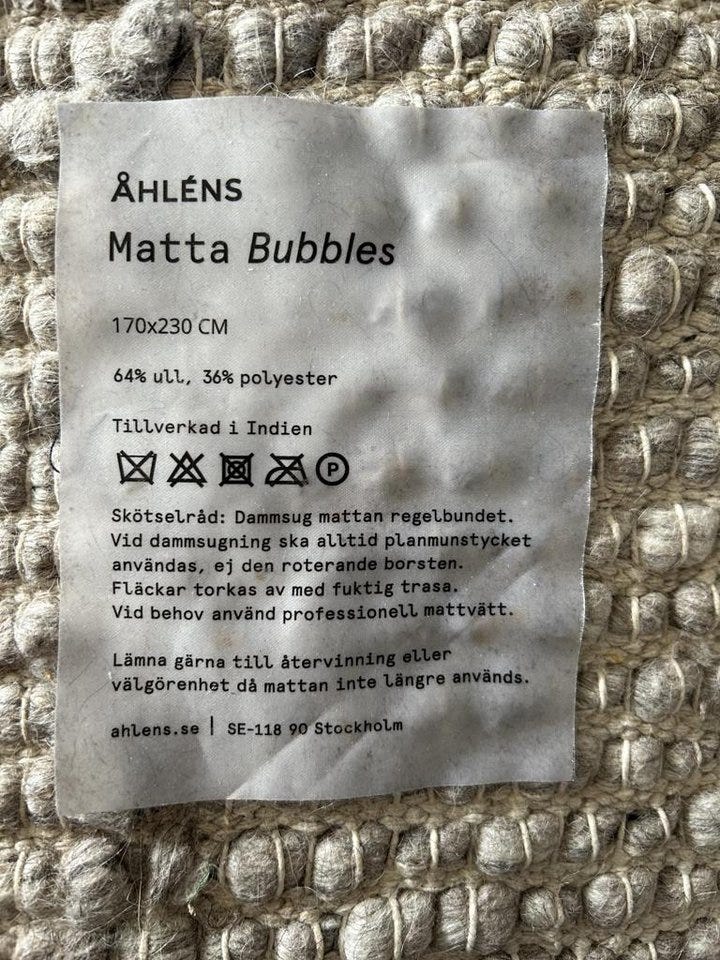 ÅHLÉNS
Matta Bubbles
170x230 CM
64% ull, 36% polyester
Tillverkad i Indien
P
Skötselråd: Dammsug mattan regelbundet.
Vid dammsugning ska alltid planmunstycket
användas, ej den roterande borsten.
Fläckar torkas av med fuktig trasa.
Vid behov använd professionell mattvätt.
Lämna gärna till återvinning eller
välgörenhet då mattan inte längre används.
ahlens.se | SE-118 90 Stockholm